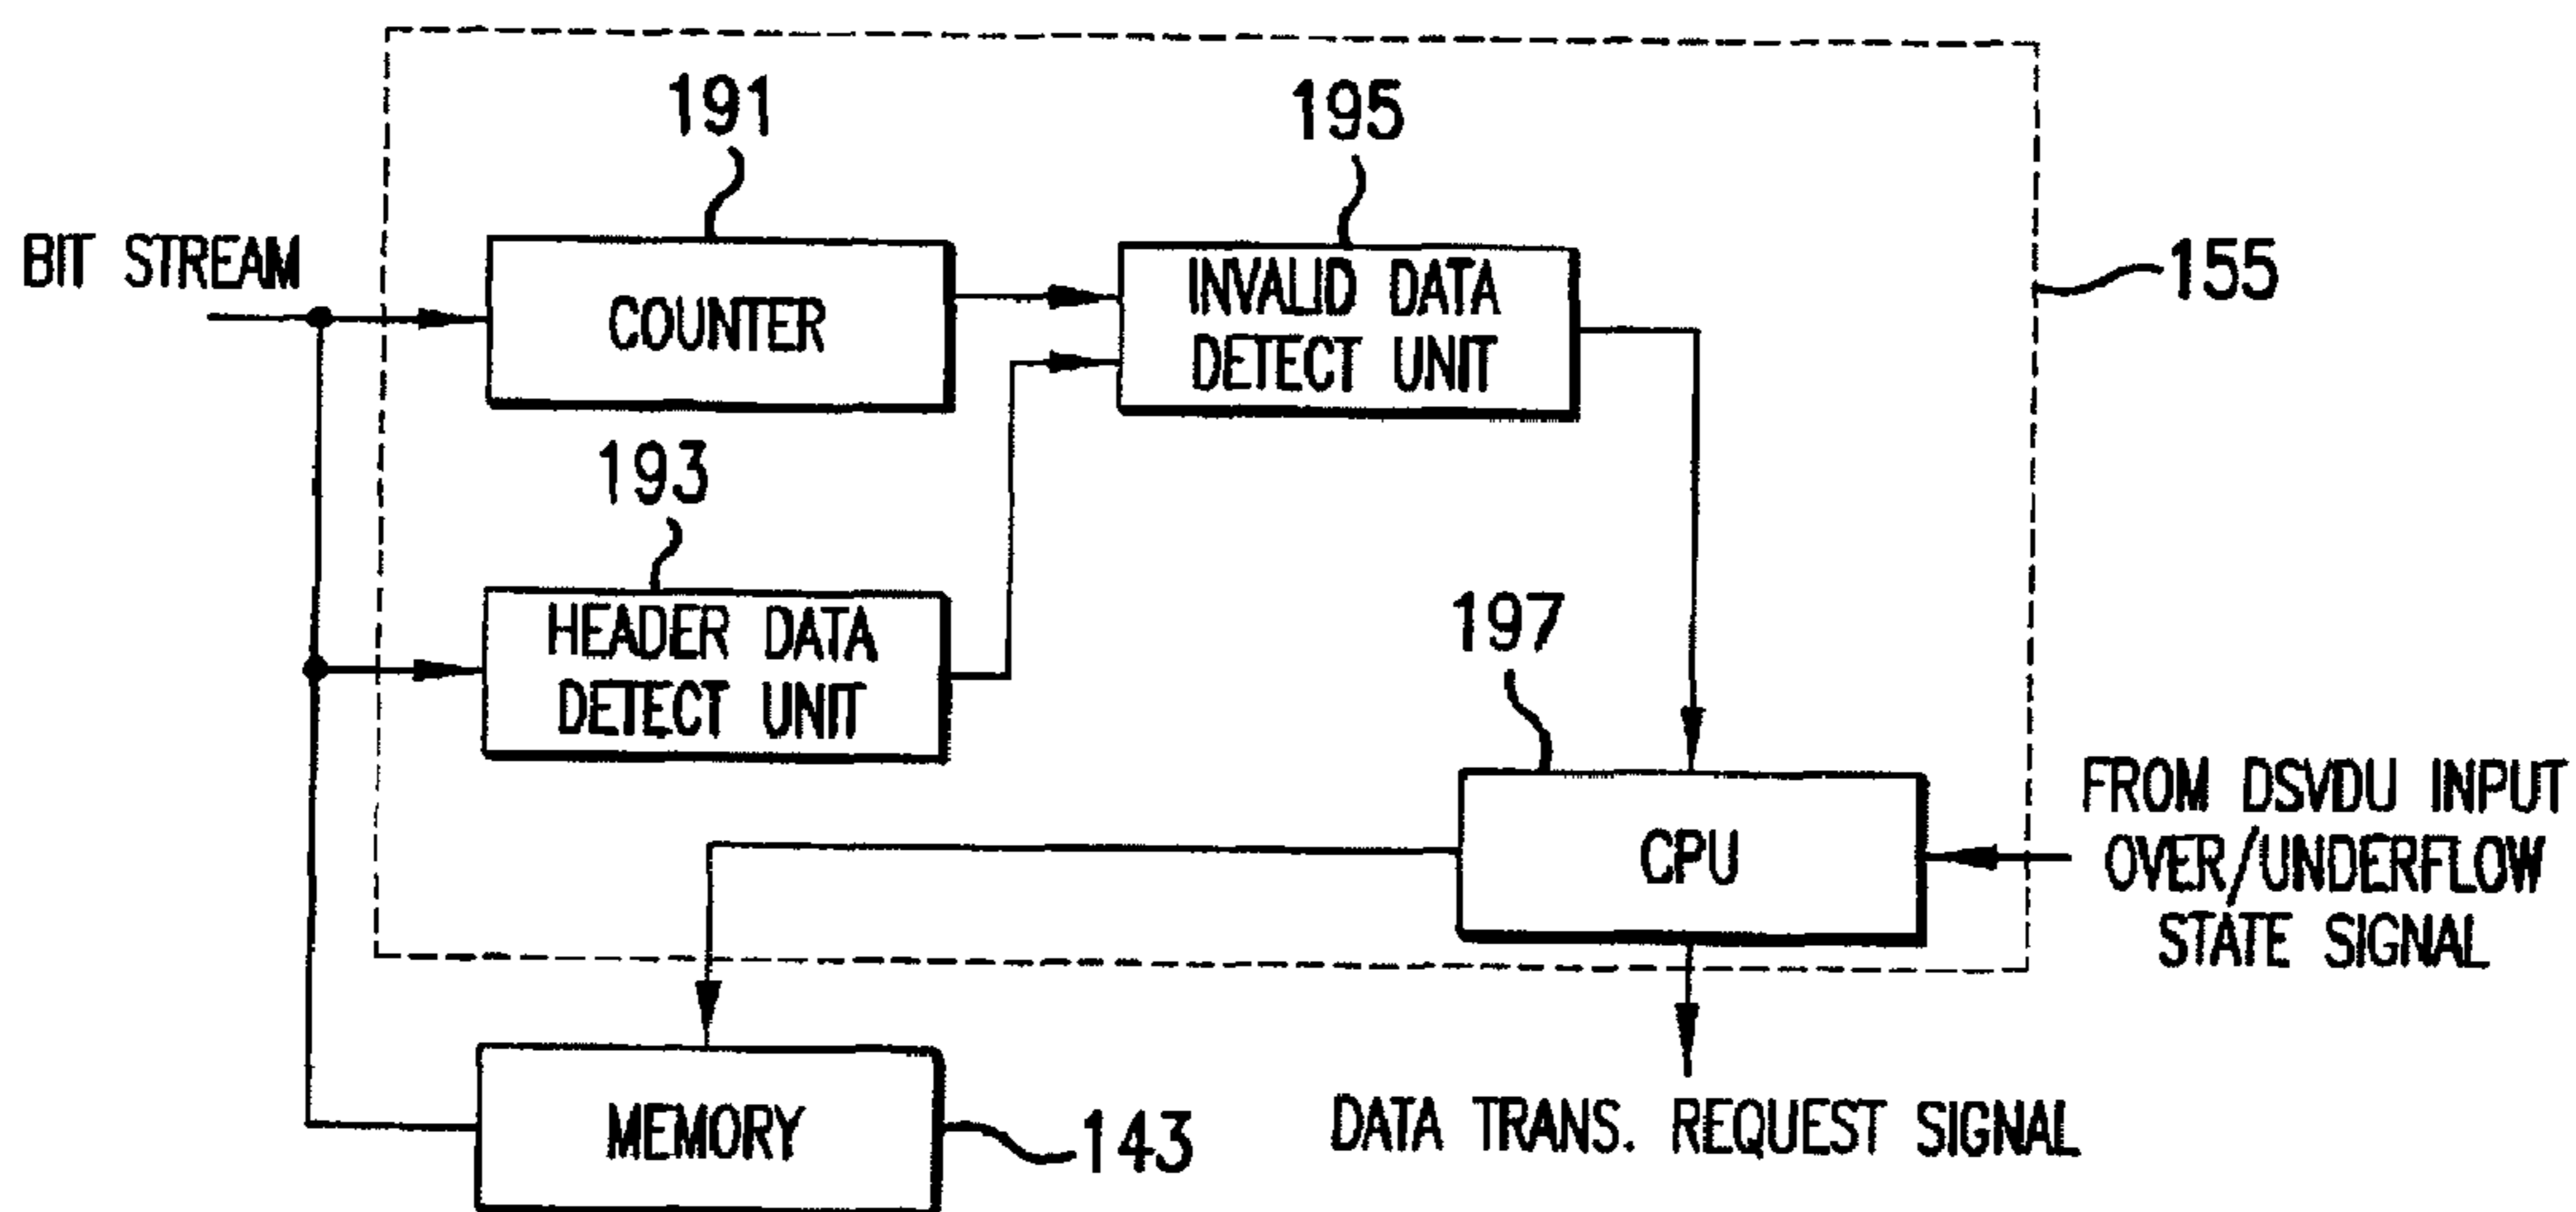 191
195
BIT STREAM
COUNTER
INVALID DATA
DETECT UNIT
155
193
HEADER DATA
DETECT UNIT
197
CPU
FROM DSVDU INPUT
OVER/UNDERFLOW
STATE SIGNAL
MEMORY
143
DATA TRANS. REQUEST SIGNAL